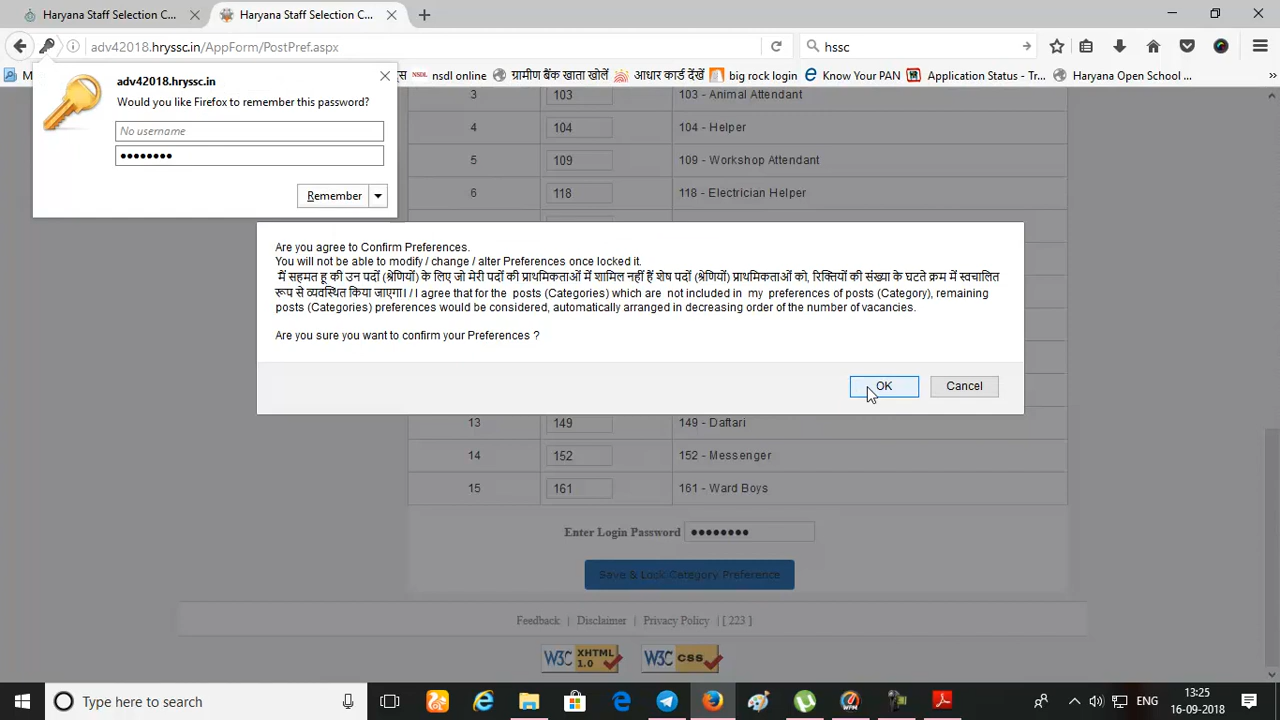 Haryana Staff Selection C...
Haryana Staff Selection C...
adv42018.hryssc.in/AppForm/PostPref.aspx
hssc
nsdl online
ग्रामीण बैंक खाता खोलें
आधार कार्ड देखें
big rock login
Know Your PAN
Application Status - Tr...
Haryana Open School ...
adv42018.hryssc.in
Would you like Firefox to remember this password?
No username
••••••••
Remember
3 103 103 - Animal Attendant
4 104 104 - Helper
5 109 109 - Workshop Attendant
6 118 118 - Electrician Helper
Are you agree to Confirm Preferences.
You will not be able to modify / change / alter Preferences once locked it.
मैं सहमत हू की उन पदों (श्रेणियों) के लिए जो मेरी पदों की प्राथमिकताओं में शामिल नहीं हैं शेष पदों (श्रेणियों) प्राथमिकताओं को, रिक्तियों की संख्या के घटते क्रम में स्वचालित
रूप से व्यवस्थित किया जाएगा। / I agree that for the posts (Categories) which are not included in my preferences of posts (Category), remaining
posts (Categories) preferences would be considered, automatically arranged in decreasing order of the number of vacancies.
Are you sure you want to confirm your Preferences ?
OK
Cancel
13 149 149 - Daftari
14 152 152 - Messenger
15 161 161 - Ward Boys
Enter Login Password ••••••••
Save & Lock Category Preference
Feedback | Disclaimer | Privacy Policy | [ 223 ]
W3C XHTML 1.0
W3C css
Type here to search
ENG
13:25
16-09-2018